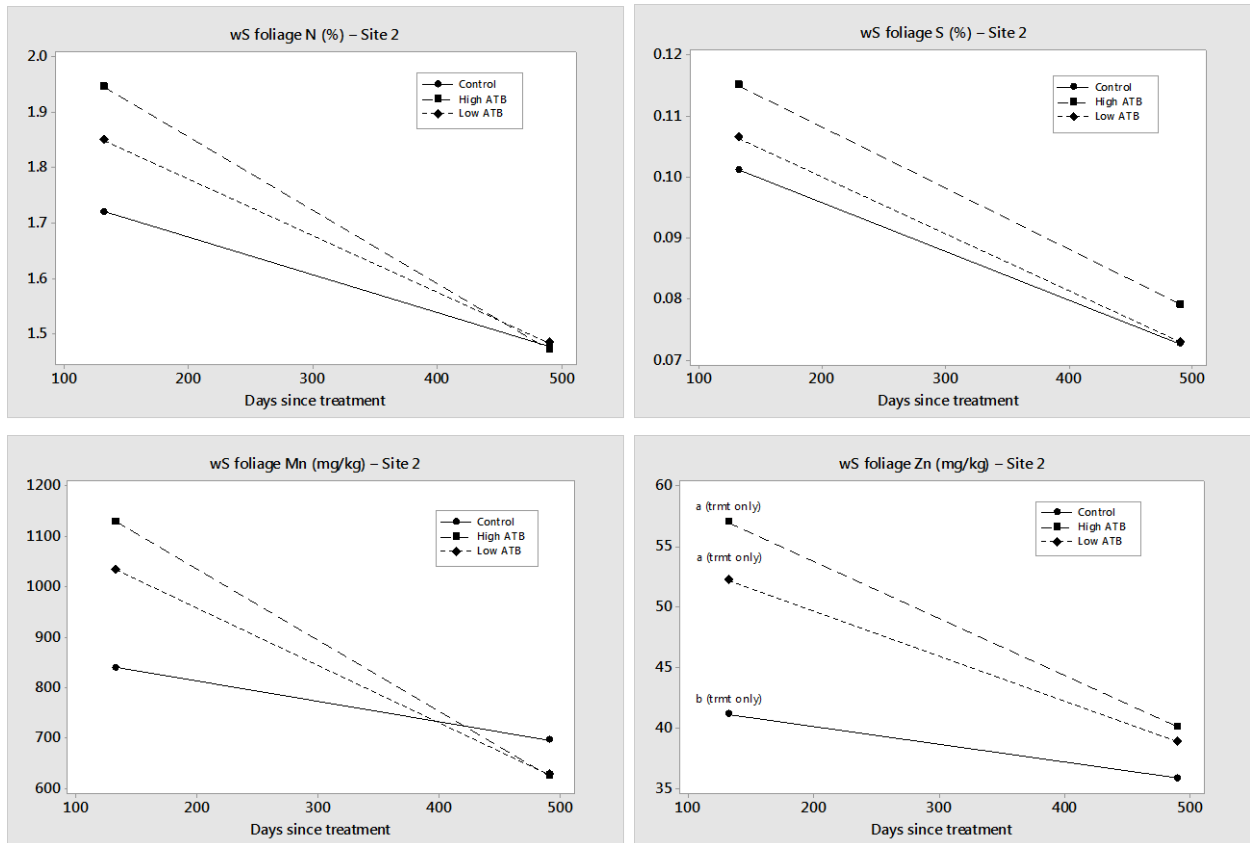 wS foliage N (%) – Site 2
2.0
1.9
1.8
1.7
1.6
1.5
Control
High ATB
Low ATB
100 200 300 400 500
Days since treatment
wS foliage S (%) – Site 2
0.12
0.11
0.10
0.09
0.08
0.07
Control
High ATB
Low ATB
100 200 300 400 500
Days since treatment
wS foliage Mn (mg/kg) – Site 2
1200
1100
1000
900
800
700
600
Control
High ATB
Low ATB
100 200 300 400 500
Days since treatment
wS foliage Zn (mg/kg) – Site 2
60
55
50
45
40
35
a (trmt only)
a (trmt only)
b (trmt only)
Control
High ATB
Low ATB
100 200 300 400 500
Days since treatment